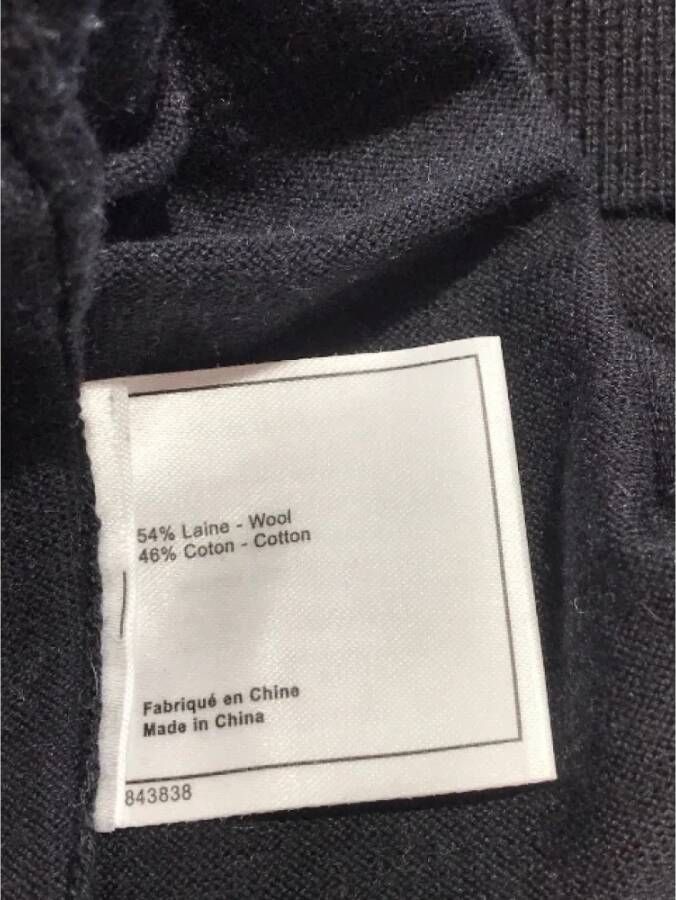 54% Laine - Wool
46% Coton - Cotton
Fabriqué en Chine
Made in China
843838